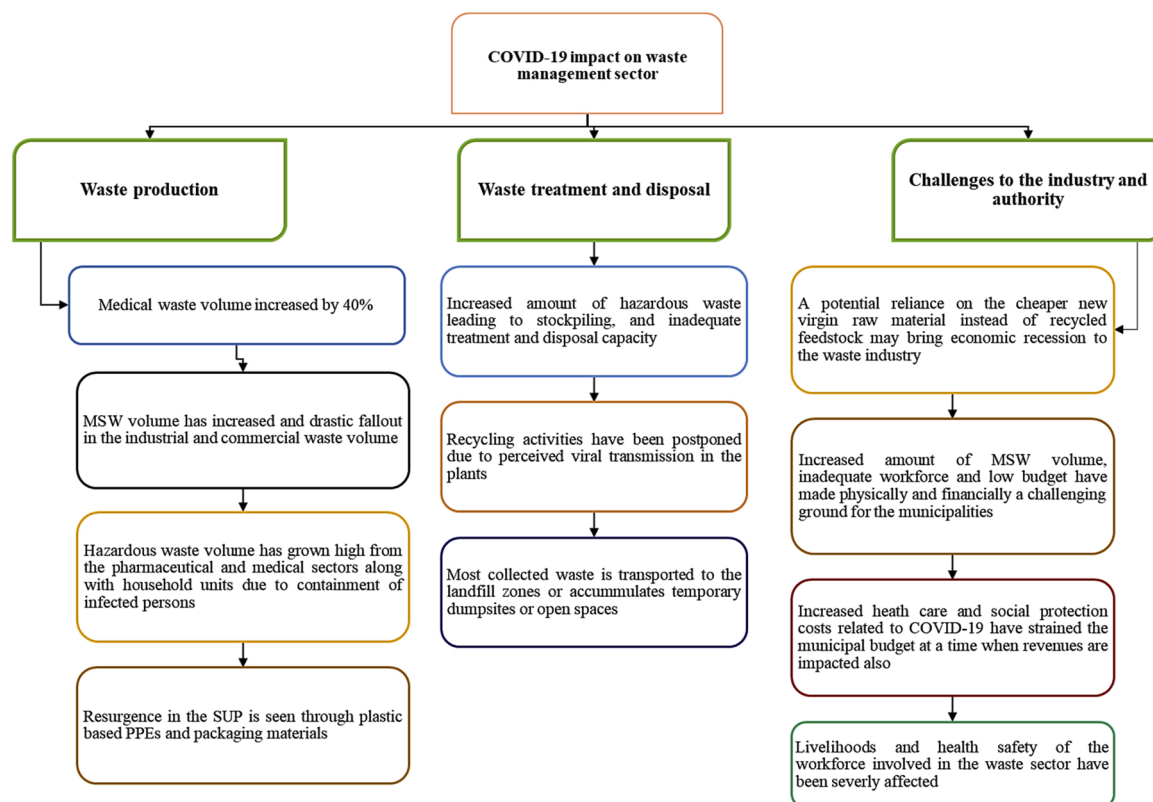 COVID-19 impact on waste
management sector
Waste production
Waste treatment and disposal
Challenges to the industry and
authority
Medical waste volume increased by 40%
MSW volume has increased and drastic fallout
in the industrial and commercial waste volume
Hazardous waste volume has grown high from
the pharmaceutical and medical sectors along
with household units due to containment of
infected persons
Resurgence in the SUP is seen through plastic
based PPEs and packaging materials
Increased amount of hazardous waste
leading to stockpiling, and inadequate
treatment and disposal capacity
Recycling activities have been postponed
due to perceived viral transmission in the
plants
Most collected waste is transported to the
landfill zones or accumulates temporary
dumpsites or open spaces
A potential reliance on the cheaper new
virgin raw material instead of recycled
feedstock may bring economic recession to
the waste industry
Increased amount of MSW volume,
inadequate workforce and low budget have
made physically and financially a challenging
ground for the municipalities
Increased heath care and social protection
costs related to COVID-19 have strained the
municipal budget at a time when revenues are
impacted also
Livelihoods and health safety of the
workforce involved in the waste sector have
been severly affected